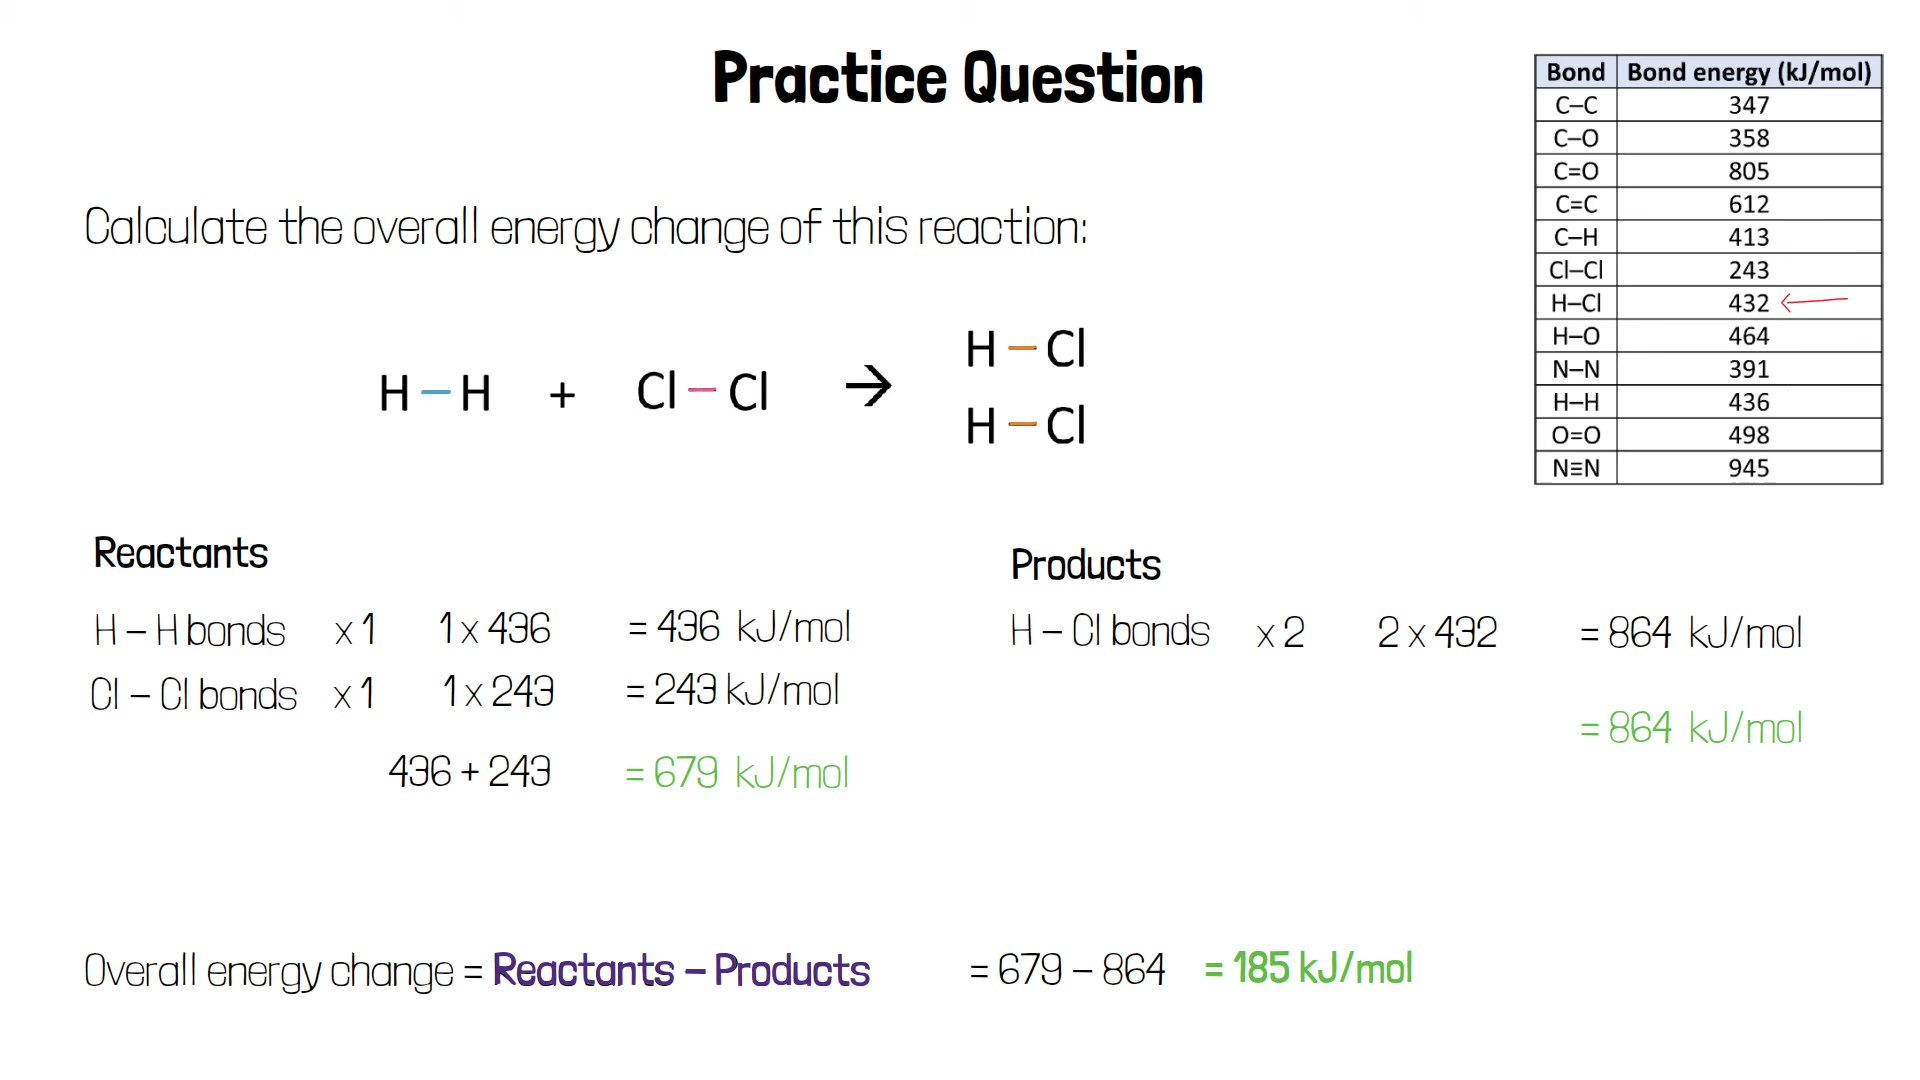 Practice Question
Bond Bond energy (kJ/mol)
C–C 347
C–O 358
C=O 805
C=C 612
C–H 413
Cl–Cl 243
H–Cl 432
H–O 464
N–N 391
H–H 436
O=O 498
N≡N 945
Calculate the overall energy change of this reaction:
H – H + Cl – Cl → H – Cl
H – Cl
Reactants
H – H bonds x 1 1 x 436 = 436 kJ/mol
Cl – Cl bonds x 1 1 x 243 = 243 kJ/mol
436 + 243 = 679 kJ/mol
Products
H – Cl bonds x 2 2 x 432 = 864 kJ/mol
= 864 kJ/mol
Overall energy change = Reactants – Products = 679 – 864 = 185 kJ/mol